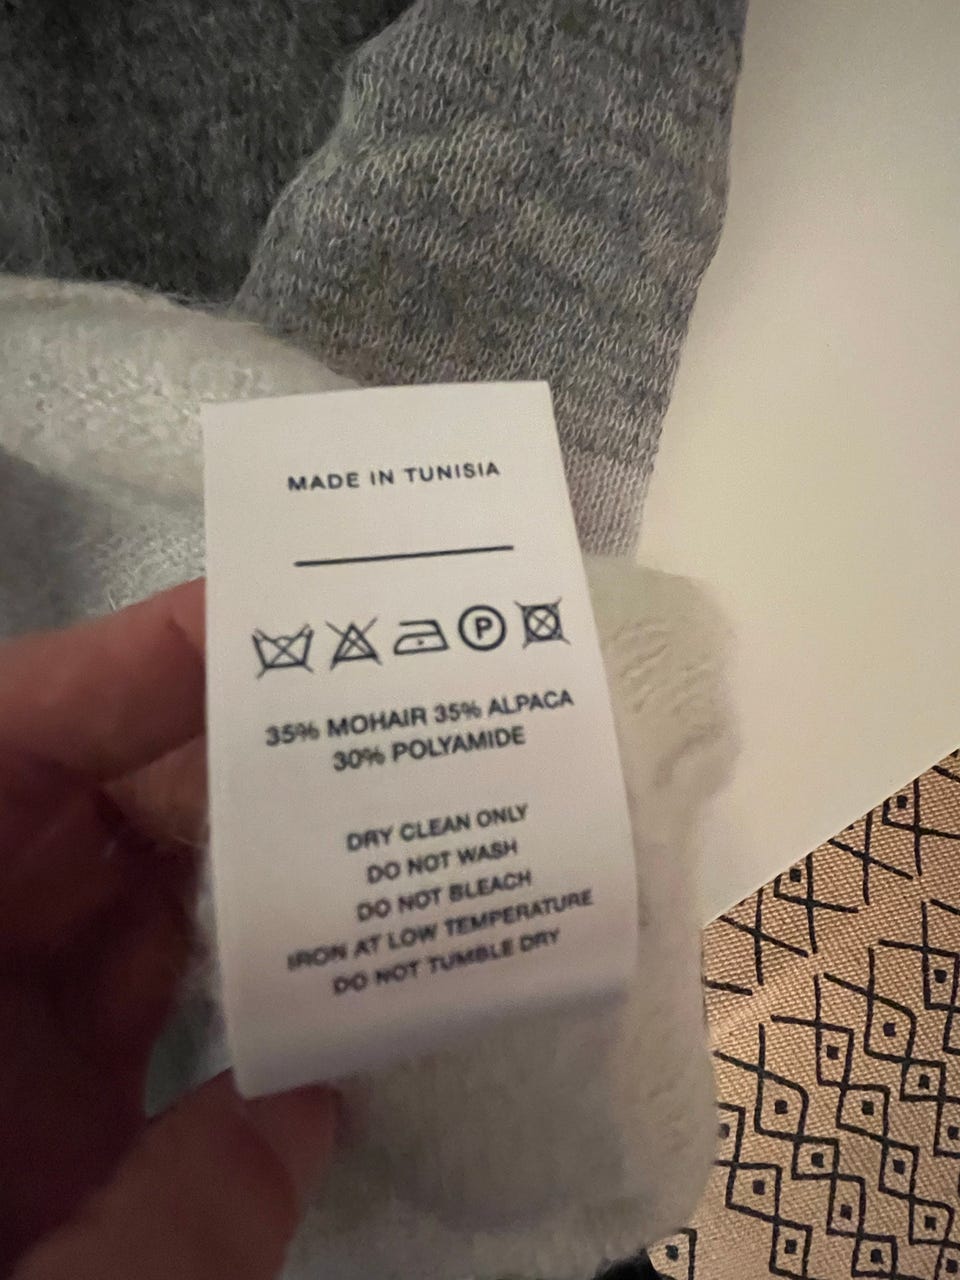 MADE IN TUNISIA
P
35% MOHAIR 35% ALPACA
30% POLYAMIDE
DRY CLEAN ONLY
DO NOT WASH
DO NOT BLEACH
IRON AT LOW TEMPERATURE
DO NOT TUMBLE DRY